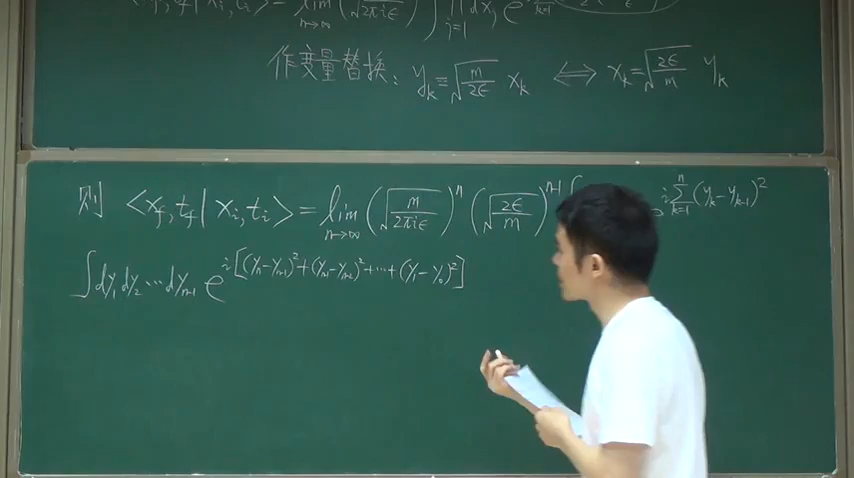 ⟨x_f, t_f | x_i, t_i⟩ = lim_{n→∞} (√(m/2πiε)) ∫ ∏_{j=1} dx_j e
作变量替换: y_k ≡ √(m/2ε) x_k ⟺ x_k = √(2ε/m) y_k
则 ⟨x_f, t_f | x_i, t_i⟩ = lim_{n→∞} (√(m/2πiε))^n (√(2ε/m))^{n-1} ∫ e^{i∑_{k=1}^{n}(y_k - y_{k-1})^2}
∫dy_1 dy_2 ⋯ dy_{n-1} e^{i[(y_n - y_{n-1})^2 + (y_{n-1} - y_{n-2})^2 + ⋯ + (y_1 - y_0)^2]}